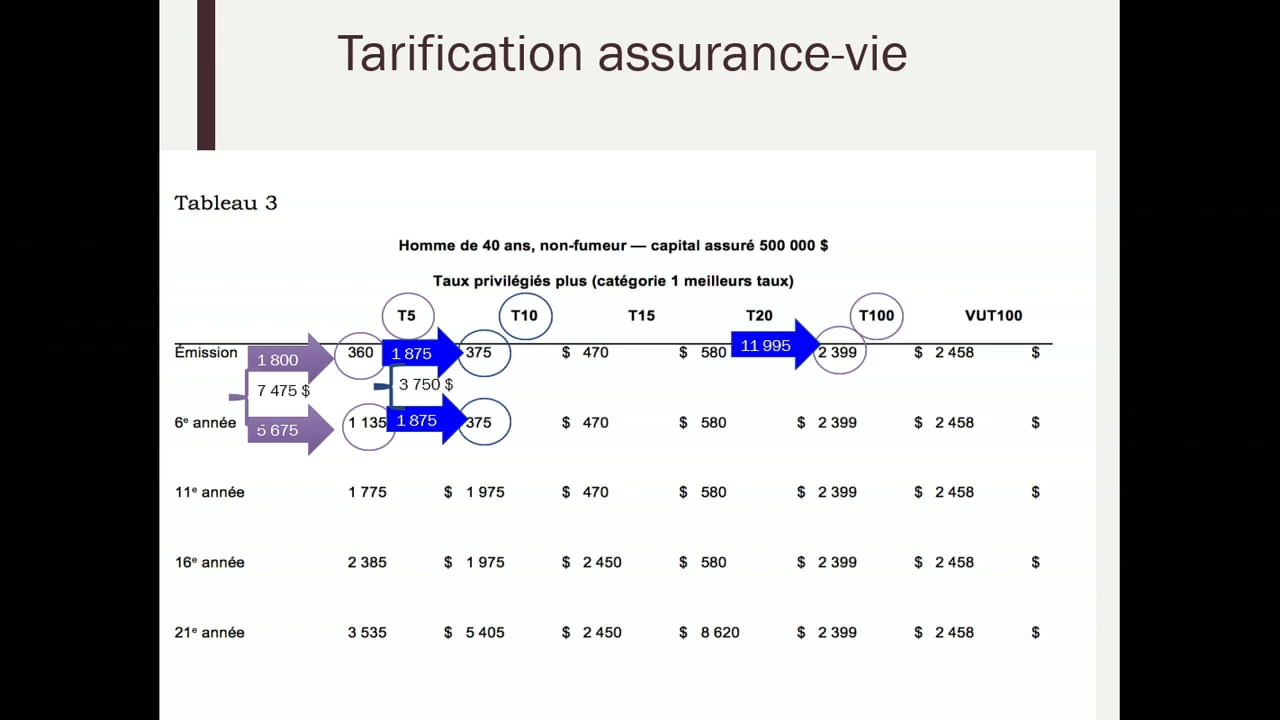 Tarification assurance-vie
Tableau 3
Homme de 40 ans, non-fumeur — capital assuré 500 000 $
Taux privilégiés plus (catégorie 1 meilleurs taux)
T5 T10 T15 T20 T100 VUT100
Émission 1 800 360 1 875 375 $ 470 $ 580 11 995 2 399 $ 2 458 $
7 475 $ 3 750 $
6e année 5 675 1 135 1 875 375 $ 470 $ 580 $ 2 399 $ 2 458 $
11e année 1 775 $ 1 975 $ 470 $ 580 $ 2 399 $ 2 458 $
16e année 2 385 $ 1 975 $ 2 450 $ 580 $ 2 399 $ 2 458 $
21e année 3 535 $ 5 405 $ 2 450 $ 8 620 $ 2 399 $ 2 458 $